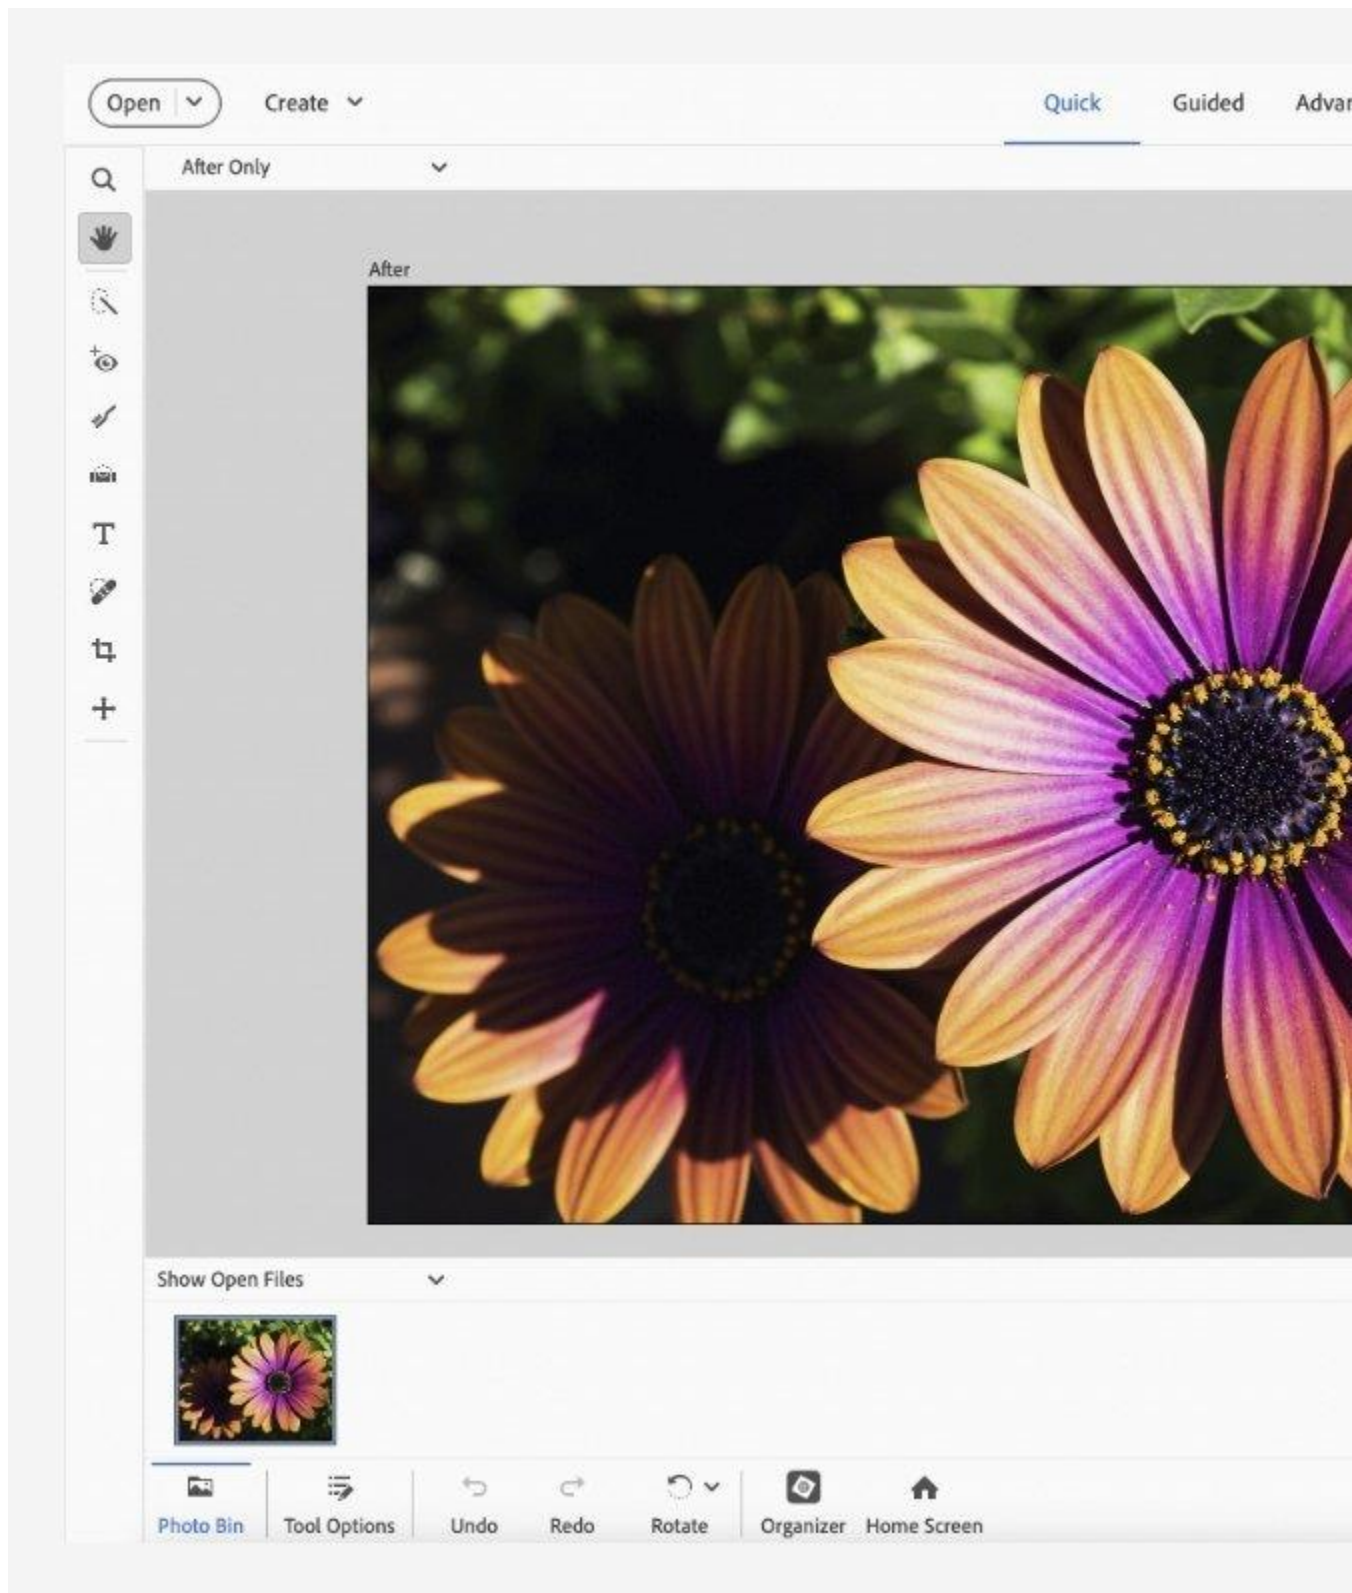 Open
Create
Quick
Guided
Advan
After Only
After
T
Show Open Files
Photo Bin
Tool Options
Undo
Redo
Rotate
Organizer
Home Screen